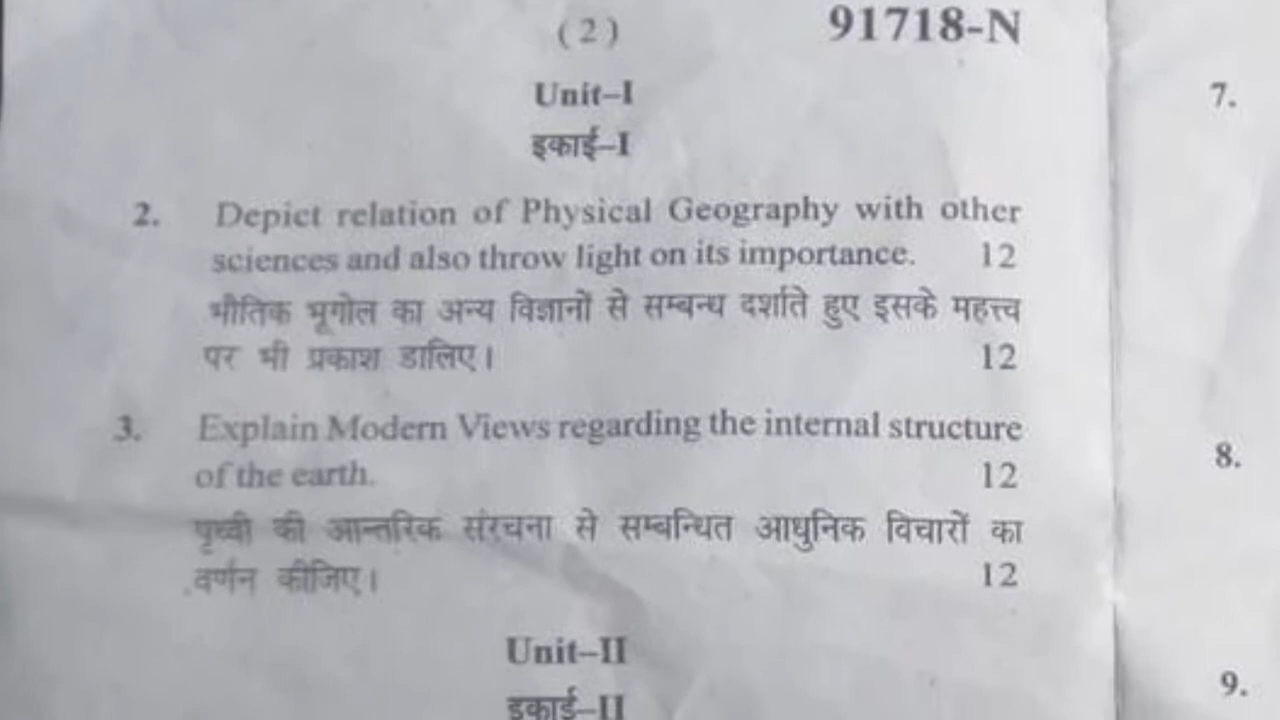 (2) 91718-N
Unit–I
इकाई–I
2. Depict relation of Physical Geography with other
sciences and also throw light on its importance. 12
भौतिक भूगोल का अन्य विज्ञानों से सम्बन्ध दर्शाते हुए इसके महत्त्व
पर भी प्रकाश डालिए। 12
3. Explain Modern Views regarding the internal structure
of the earth. 12
पृथ्वी की आन्तरिक संरचना से सम्बन्धित आधुनिक विचारों का
वर्णन कीजिए। 12
Unit–II
इकाई–II
7.
8.
9.